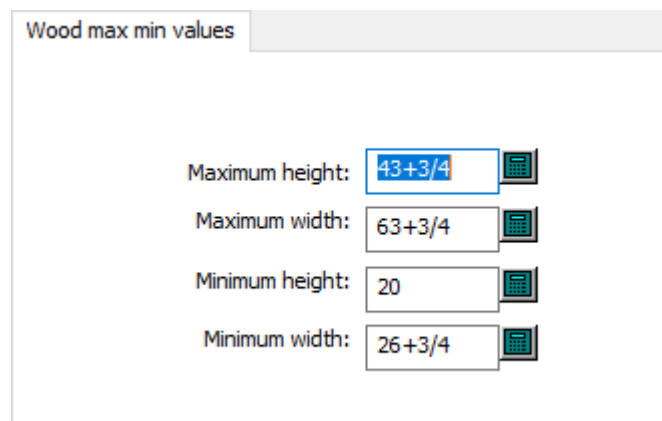 Wood max min values
Maximum height: 43+3/4
Maximum width: 63+3/4
Minimum height: 20
Minimum width: 26+3/4